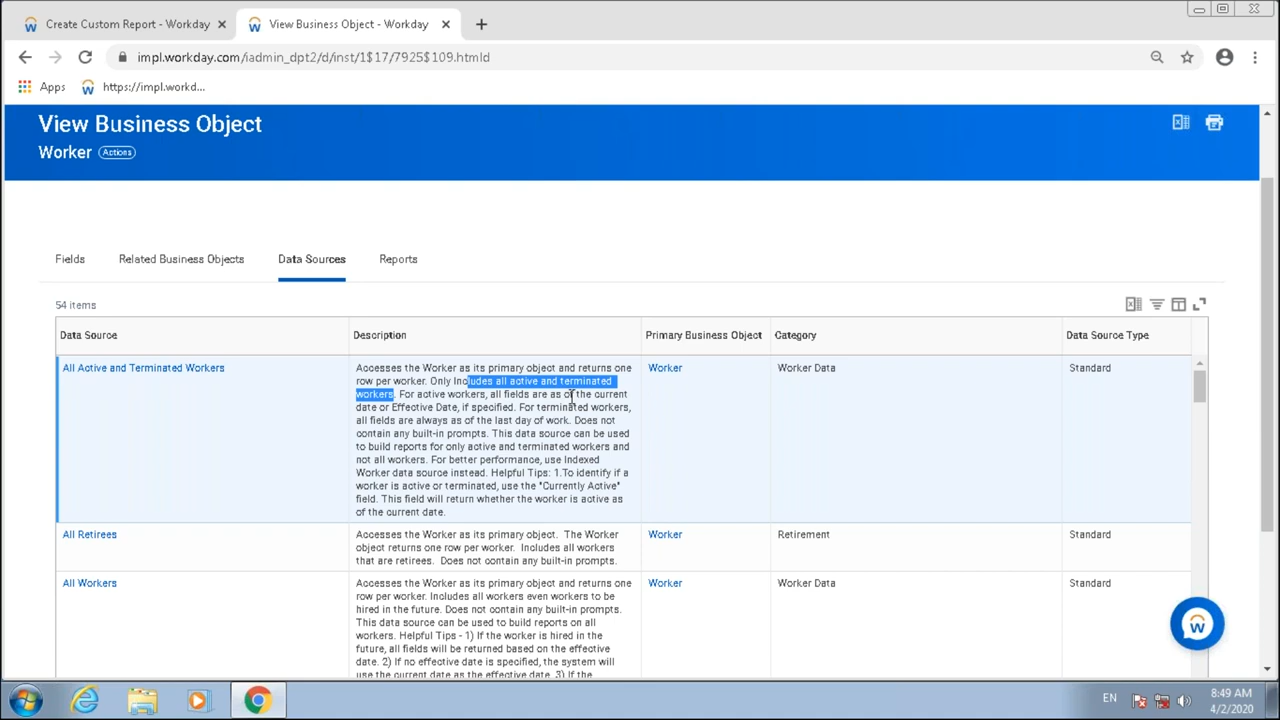 Create Custom Report - Workday
View Business Object - Workday
impl.workday.com/iadmin_dpt2/d/inst/1$17/7925$109.htmld
Apps
https://impl.workd...
View Business Object
Worker
Actions
Fields
Related Business Objects
Data Sources
Reports
54 items
Data Source
Description
Primary Business Object
Category
Data Source Type
All Active and Terminated Workers
Accesses the Worker as its primary object and returns one
row per worker. Only Includes all active and terminated
workers. For active workers, all fields are as of the current
date or Effective Date, if specified. For terminated workers,
all fields are always as of the last day of work. Does not
contain any built-in prompts. This data source can be used
to build reports for only active and terminated workers and
not all workers. For better performance, use Indexed
Worker data source instead. Helpful Tips: 1.To identify if a
worker is active or terminated, use the "Currently Active"
field. This field will return whether the worker is active as
of the current date.
Worker
Worker Data
Standard
All Retirees
Accesses the Worker as its primary object. The Worker
object returns one row per worker. Includes all workers
that are retirees. Does not contain any built-in prompts.
Worker
Retirement
Standard
All Workers
Accesses the Worker as its primary object and returns one
row per worker. Includes all workers even workers to be
hired in the future. Does not contain any built-in prompts.
This data source can be used to build reports on all
workers. Helpful Tips - 1) If the worker is hired in the
future, all fields will be returned based on the effective
date. 2) If no effective date is specified, the system will
use the current date as the effective date. 3) If the
Worker
Worker Data
Standard
EN
8:49 AM
4/2/2020